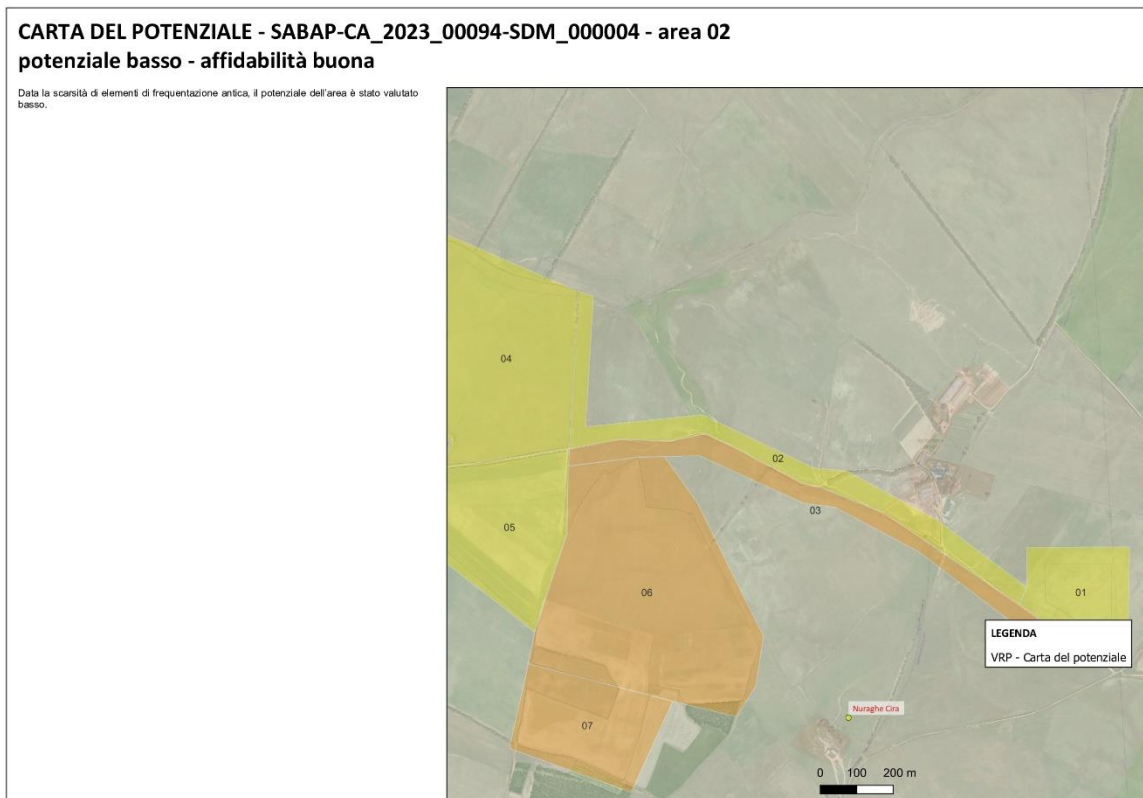 CARTA DEL POTENZIALE - SABAP-CA_2023_00094-SDM_000004 - area 02
potenziale basso - affidabilità buona
Data la scarsità di elementi di frequentazione antica, il potenziale dell'area è stato valutato
basso.
04
02
05
03
06
01
LEGENDA
VRP - Carta del potenziale
Nuraghe Cira
07
0 100 200 m